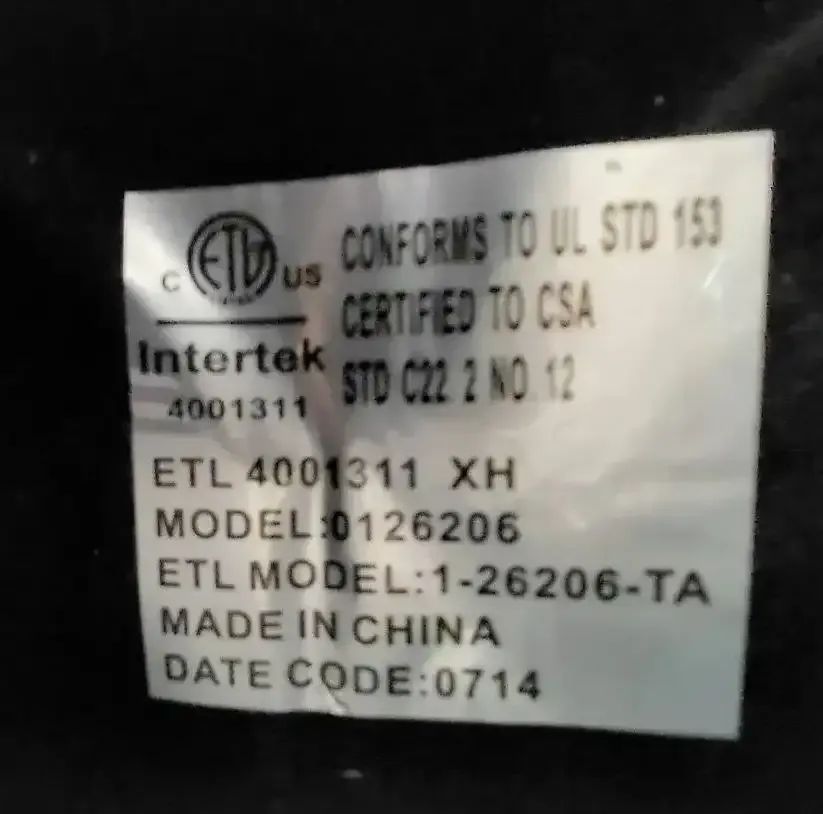 C ETL US
Intertek
4001311
CONFORMS TO UL STD 153
CERTIFIED TO CSA
STD C22.2 NO.12
ETL 4001311 XH
MODEL:0126206
ETL MODEL:1-26206-TA
MADE IN CHINA
DATE CODE:0714